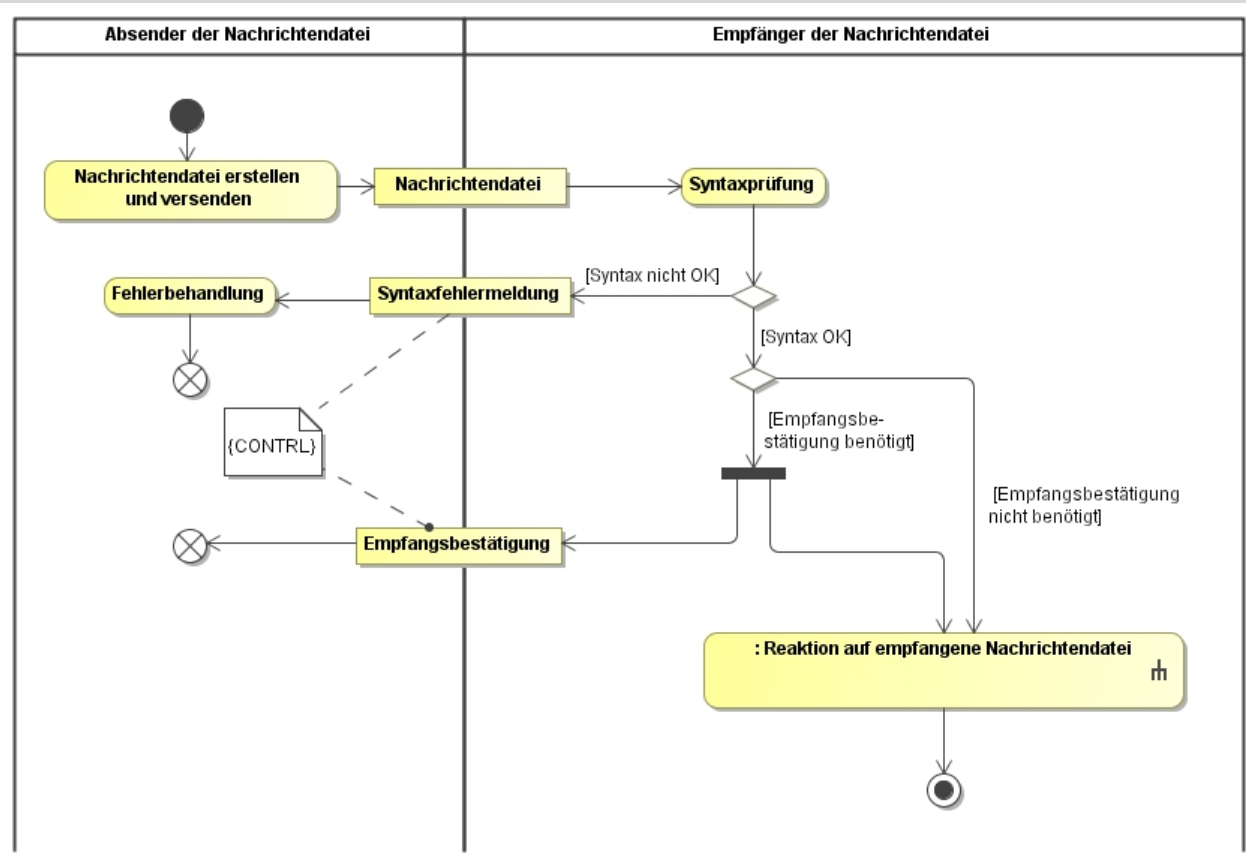 Absender der Nachrichtendatei
Empfänger der Nachrichtendatei
Nachrichtendatei erstellen
und versenden
Nachrichtendatei
Syntaxprüfung
[Syntax nicht OK]
Fehlerbehandlung
Syntaxfehlermeldung
[Syntax OK]
[Empfangsbe-
stätigung benötigt]
{CONTRL}
[Empfangsbestätigung
nicht benötigt]
Empfangsbestätigung
: Reaktion auf empfangene Nachrichtendatei